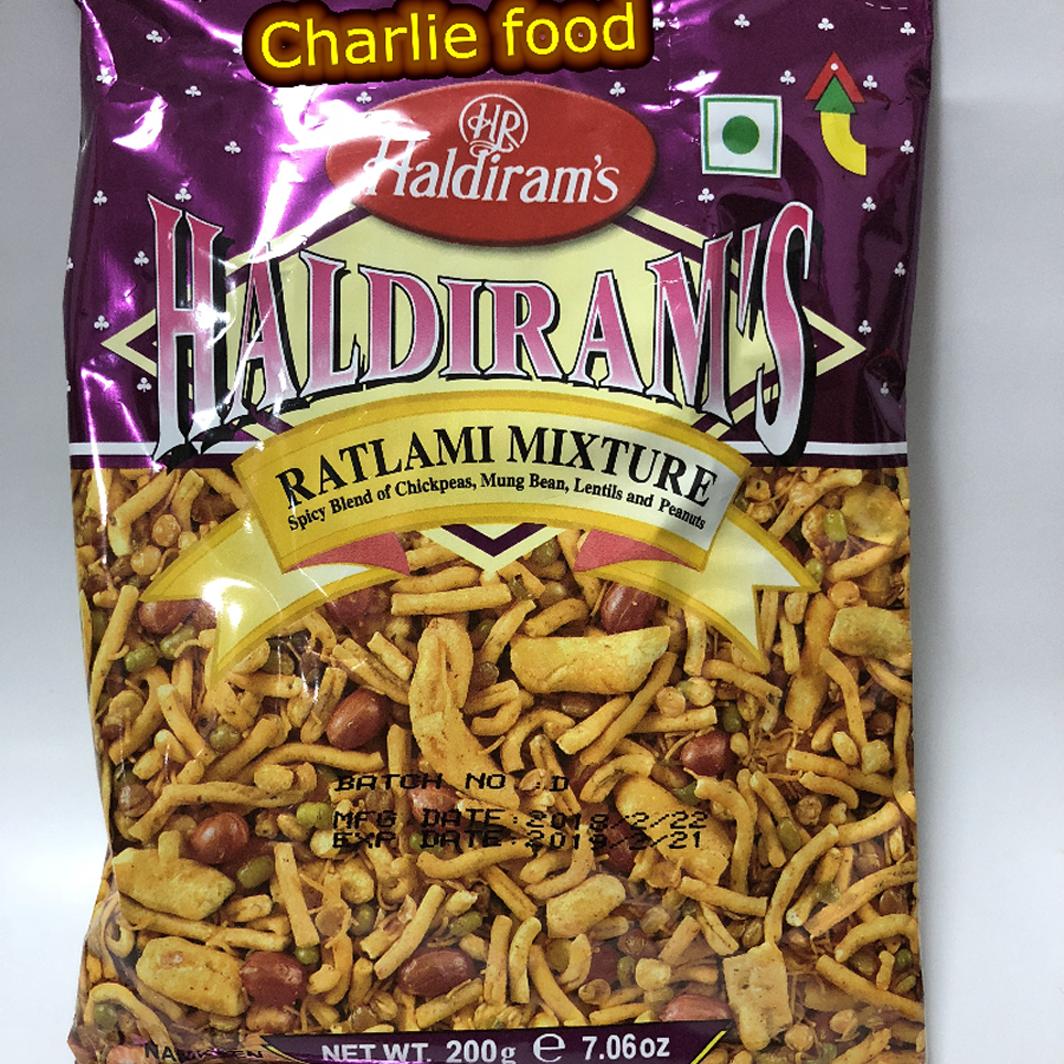 Charlie food
HR
Haldiram's
HALDIRAM'S
RATLAMI MIXTURE
Spicy Blend of Chickpeas, Mung Bean, Lentils and Peanuts
BATCH NO : D
MFG DATE:2018/2/22
EXP DATE:2019/2/21
NAMKEEN
NET WT. 200g e 7.06oz